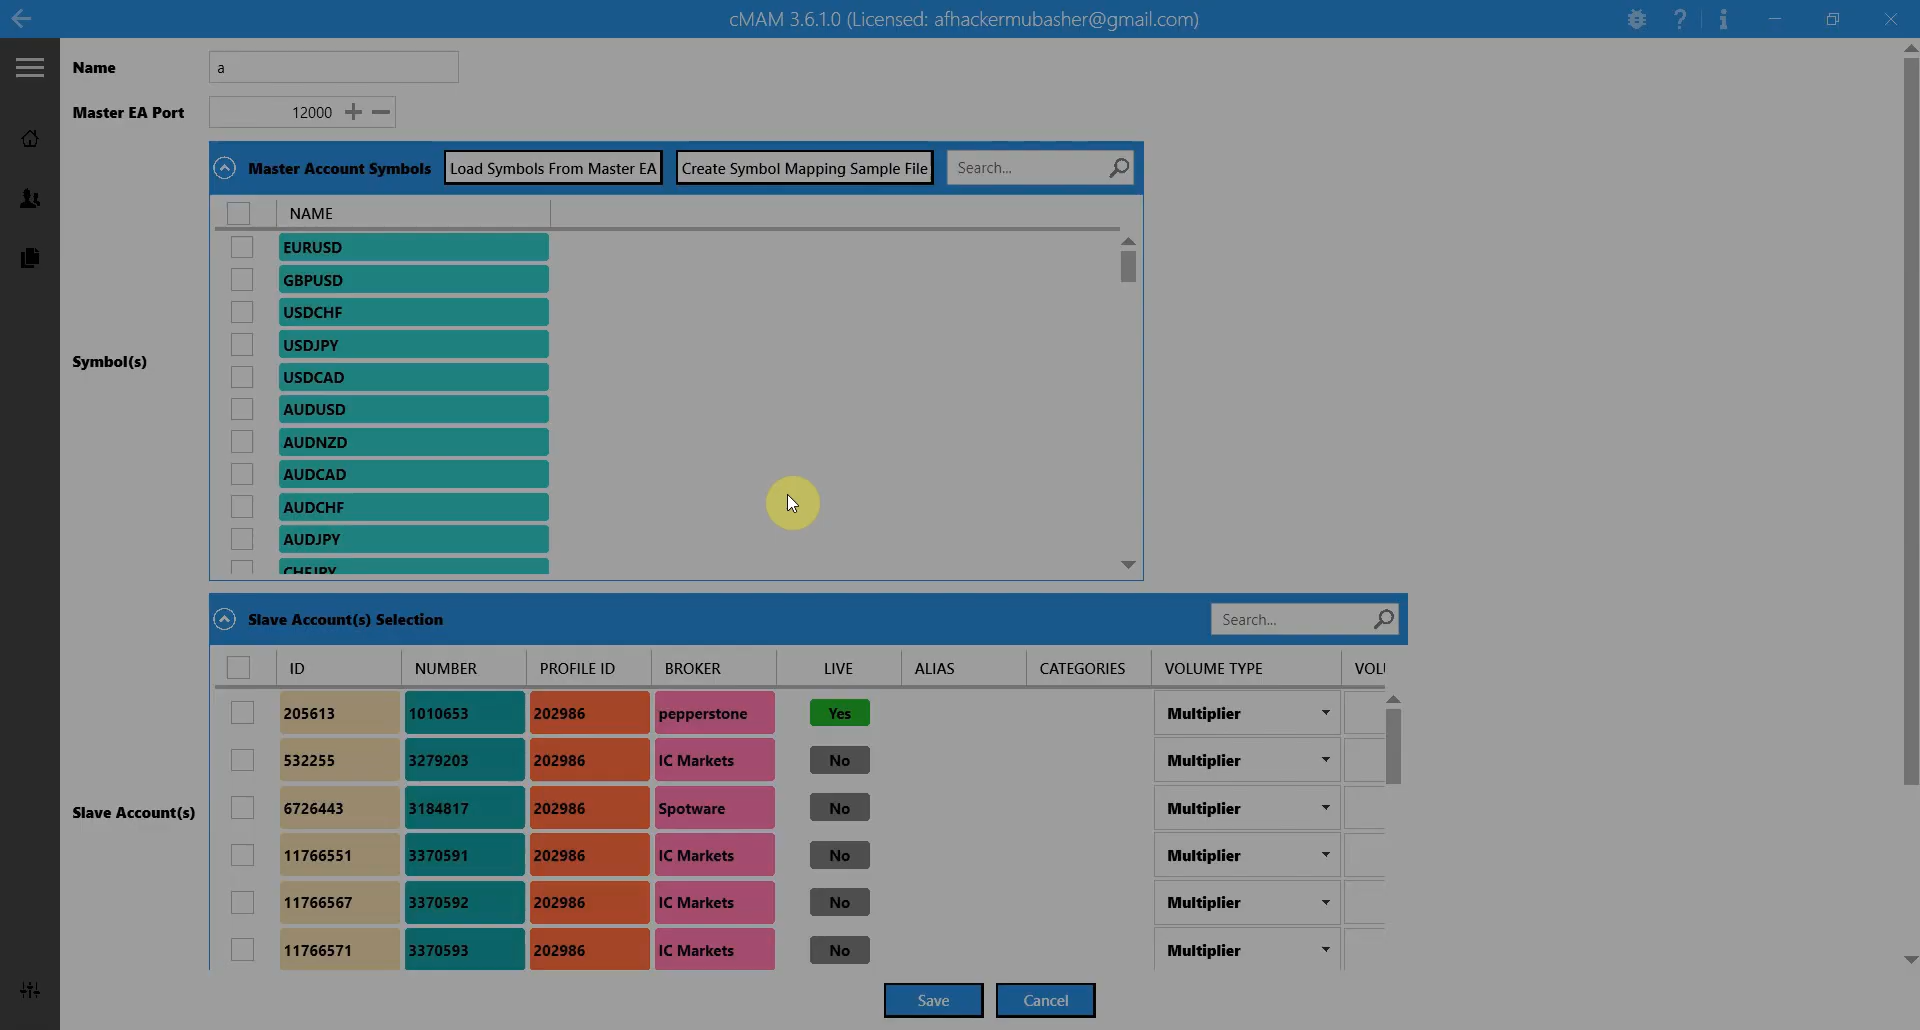 cMAM 3.6.1.0 (Licensed: afhackermubasher@gmail.com)
Name
a
Master EA Port
12000
Master Account Symbols
Load Symbols From Master EA
Create Symbol Mapping Sample File
Search...
NAME
EURUSD
GBPUSD
USDCHF
USDJPY
USDCAD
AUDUSD
AUDNZD
AUDCAD
AUDCHF
AUDJPY
CHFJPY
Symbol(s)
Slave Account(s) Selection
Search...
ID NUMBER PROFILE ID BROKER LIVE ALIAS CATEGORIES VOLUME TYPE VOLU
205613 1010653 202986 pepperstone Yes Multiplier
532255 3279203 202986 IC Markets No Multiplier
6726443 3184817 202986 Spotware No Multiplier
11766551 3370591 202986 IC Markets No Multiplier
11766567 3370592 202986 IC Markets No Multiplier
11766571 3370593 202986 IC Markets No Multiplier
Slave Account(s)
Save
Cancel